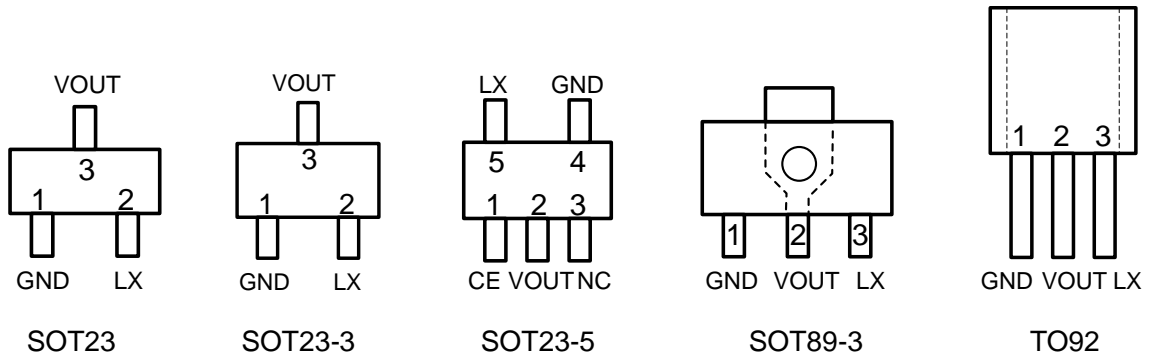 VOUT
3
1 2
GND LX
SOT23
VOUT
3
1 2
GND LX
SOT23-3
LX GND
5 4
1 2 3
CE VOUT NC
SOT23-5
1 2 3
GND VOUT LX
SOT89-3
1 2 3
GND VOUT LX
TO92